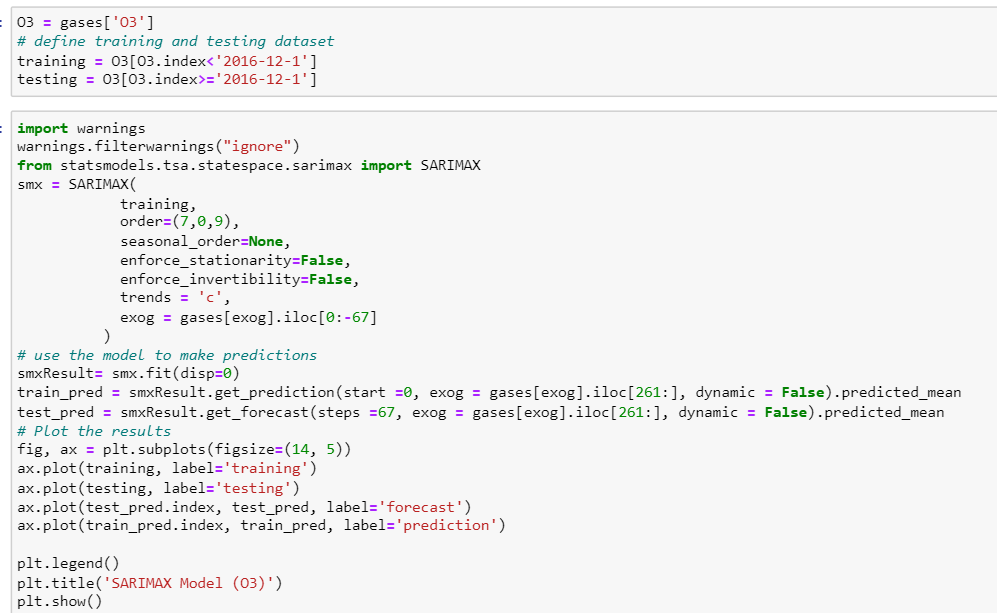 O3 = gases['O3']
# define training and testing dataset
training = O3[O3.index<'2016-12-1']
testing = O3[O3.index>='2016-12-1']
import warnings
warnings.filterwarnings("ignore")
from statsmodels.tsa.statespace.sarimax import SARIMAX
smx = SARIMAX(
            training,
            order=(7,0,9),
            seasonal_order=None,
            enforce_stationarity=False,
            enforce_invertibility=False,
            trends = 'c',
            exog = gases[exog].iloc[0:-67]
          )
# use the model to make predictions
smxResult= smx.fit(disp=0)
train_pred = smxResult.get_prediction(start =0, exog = gases[exog].iloc[261:], dynamic = False).predicted_mean
test_pred = smxResult.get_forecast(steps =67, exog = gases[exog].iloc[261:], dynamic = False).predicted_mean
# Plot the results
fig, ax = plt.subplots(figsize=(14, 5))
ax.plot(training, label='training')
ax.plot(testing, label='testing')
ax.plot(test_pred.index, test_pred, label='forecast')
ax.plot(train_pred.index, train_pred, label='prediction')
plt.legend()
plt.title('SARIMAX Model (O3)')
plt.show()